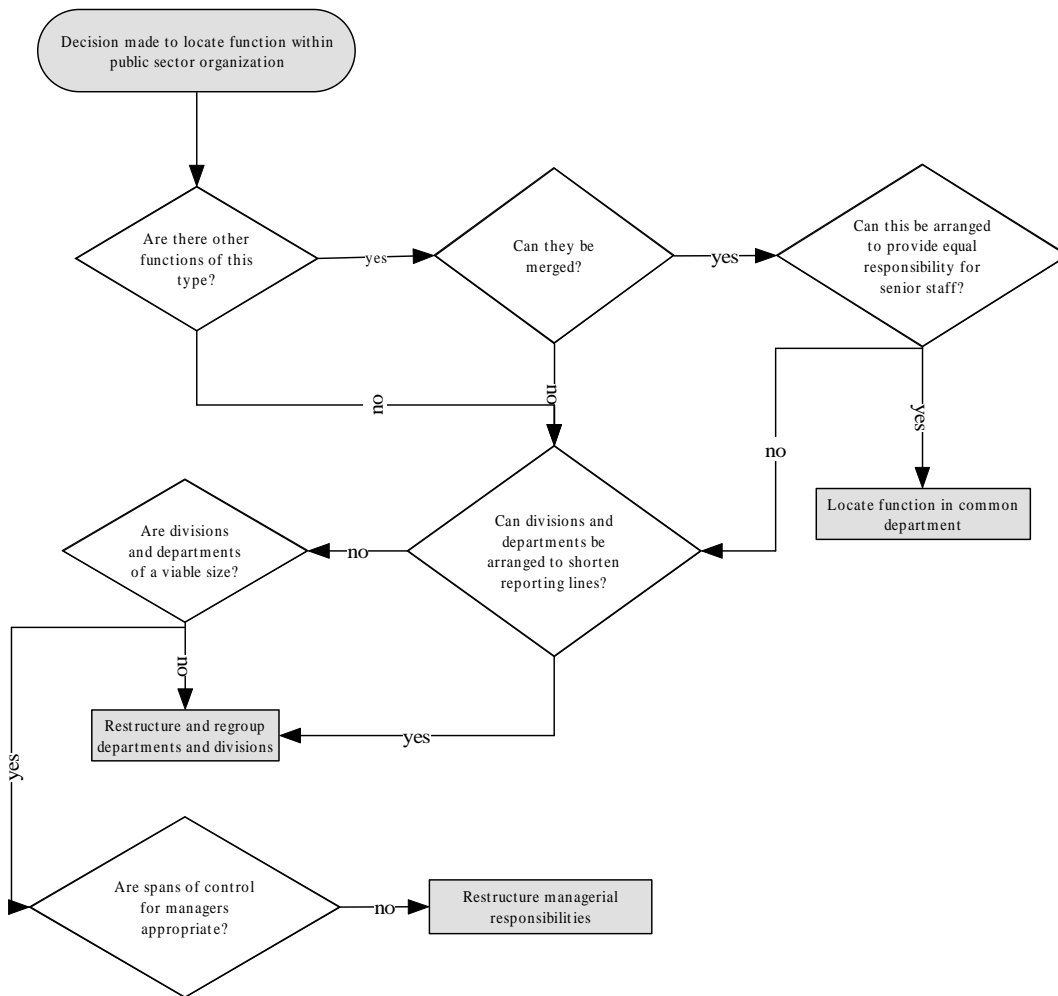 Decision made to locate function within
public sector organization
Are there other
functions of this
type?
yes
Can they be
merged?
yes
Can this be arranged
to provide equal
responsibility for
senior staff?
no
no
yes
no
Locate function in common
department
Are divisions
and departments
of a viable size?
no
Can divisions and
departments be
arranged to shorten
reporting lines?
no
Restructure and regroup
departments and divisions
yes
yes
Are spans of control
for managers
appropriate?
no
Restructure managerial
responsibilities